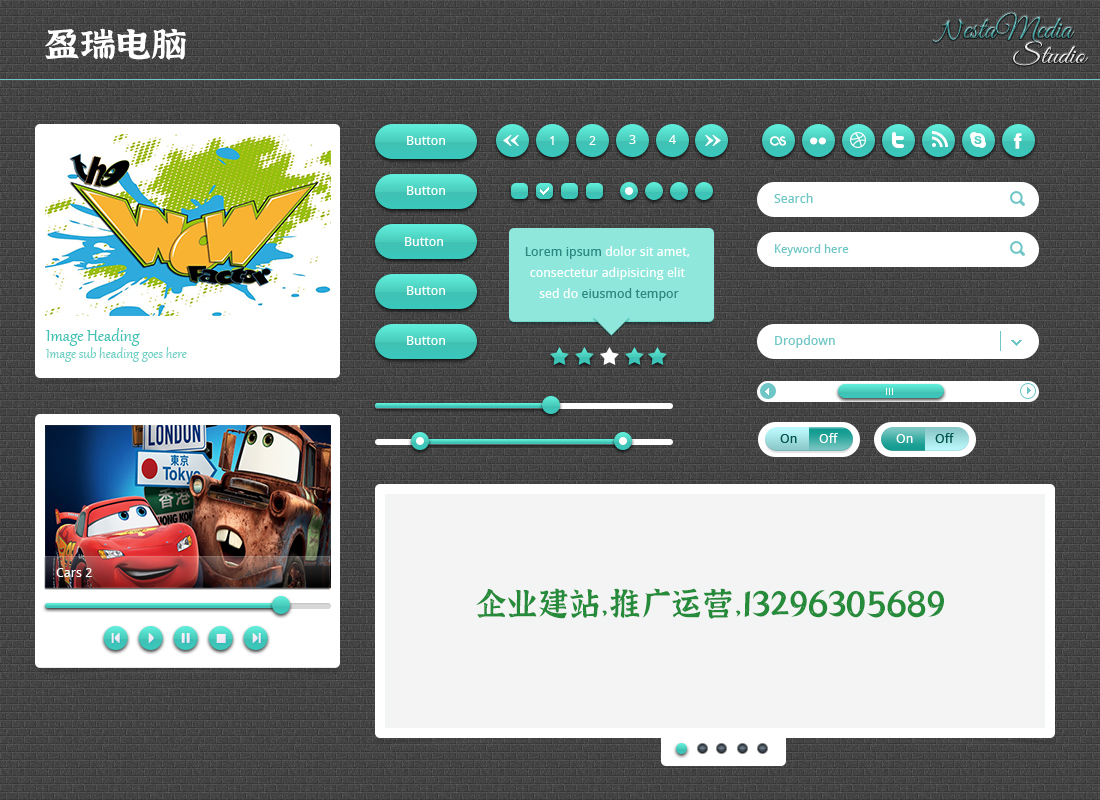 盈瑞电脑
NestaMedia
Studio
the
WOW
Factor
Image Heading
Image sub heading goes here
Button
Button
Button
Button
Button
1
2
3
4
Lorem ipsum dolor sit amet,
consectetur adipisicing elit
sed do eiusmod tempor
Search
Keyword here
Dropdown
On Off
On Off
LONDON
東京
Tokyo
香港
HONG KONG
Cars 2
企业建站,推广运营,13296305689